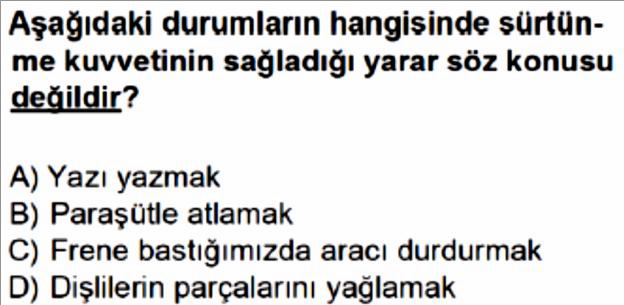 Aşağıdaki durumların hangisinde sürtün-
me kuvvetinin sağladığı yarar söz konusu
değildir?
A) Yazı yazmak
B) Paraşütle atlamak
C) Frene bastığımızda aracı durdurmak
D) Dişlilerin parçalarını yağlamak